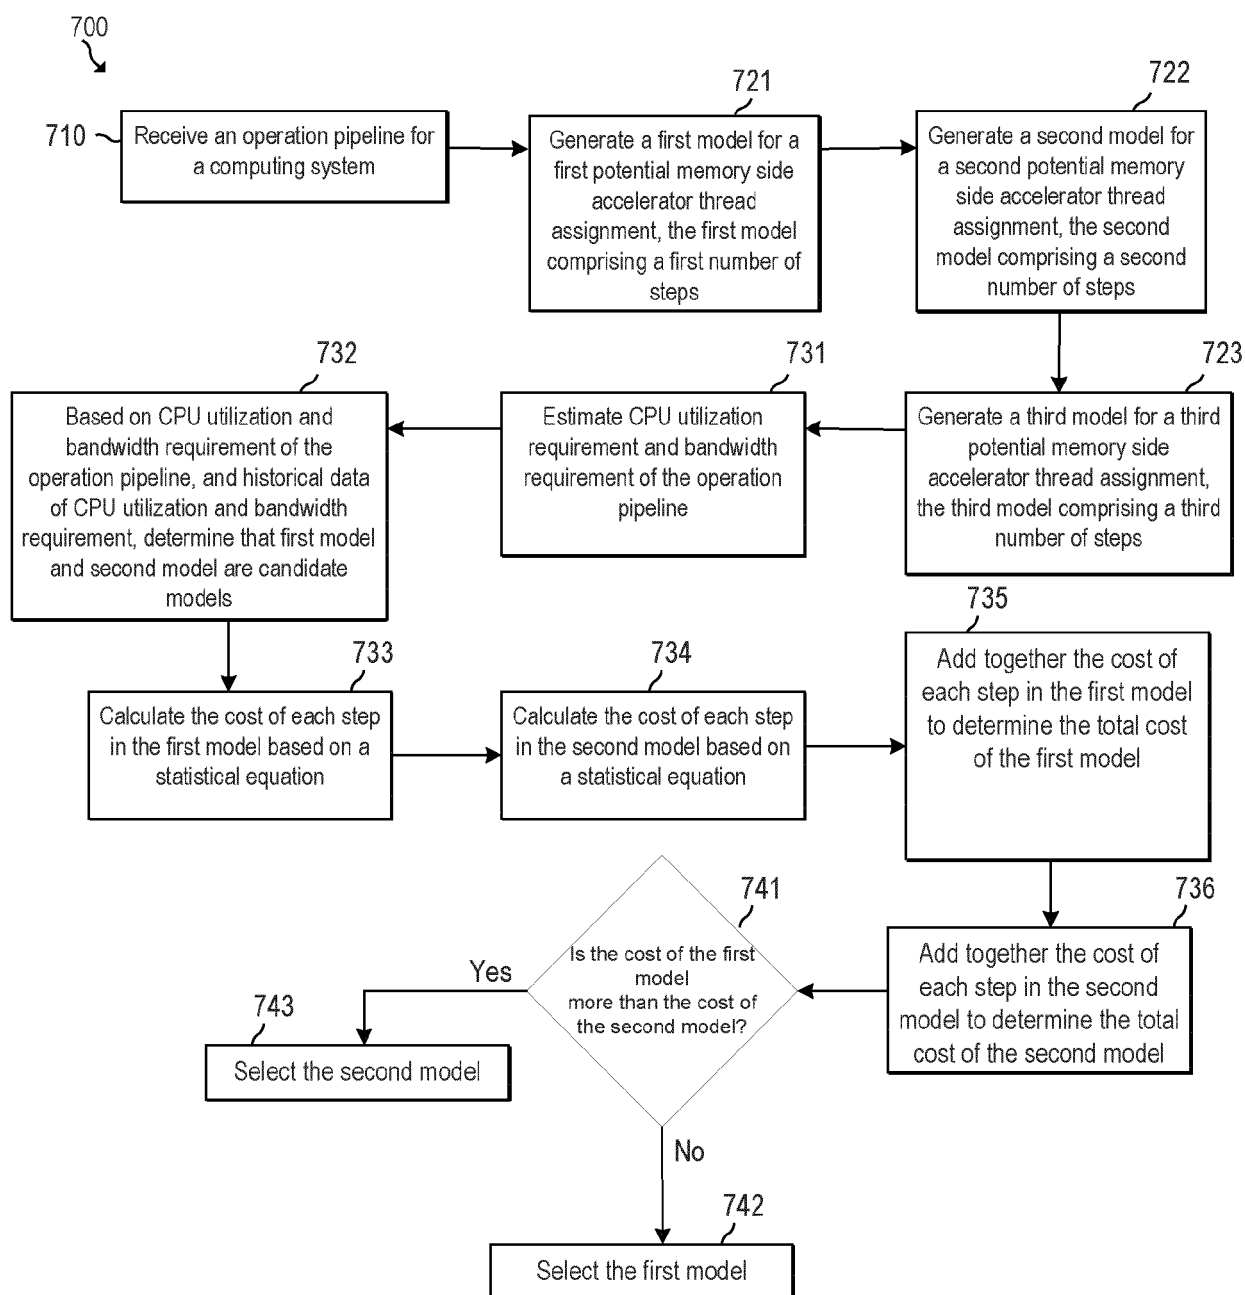 700
710
Receive an operation pipeline for
a computing system
721
Generate a first model for a
first potential memory side
accelerator thread
assignment, the first model
comprising a first number of
steps
722
Generate a second model for
a second potential memory
side accelerator thread
assignment, the second
model comprising a second
number of steps
723
Generate a third model for a third
potential memory side
accelerator thread assignment,
the third model comprising a third
number of steps
731
Estimate CPU utilization
requirement and bandwidth
requirement of the operation
pipeline
732
Based on CPU utilization and
bandwidth requirement of the
operation pipeline, and historical data
of CPU utilization and bandwidth
requirement, determine that first model
and second model are candidate
models
733
Calculate the cost of each step
in the first model based on a
statistical equation
734
Calculate the cost of each step
in the second model based on
a statistical equation
735
Add together the cost of
each step in the first model
to determine the total cost
of the first model
736
Add together the cost of
each step in the second
model to determine the total
cost of the second model
741
Is the cost of the first
model
more than the cost of
the second model?
Yes
743
Select the second model
No
742
Select the first model